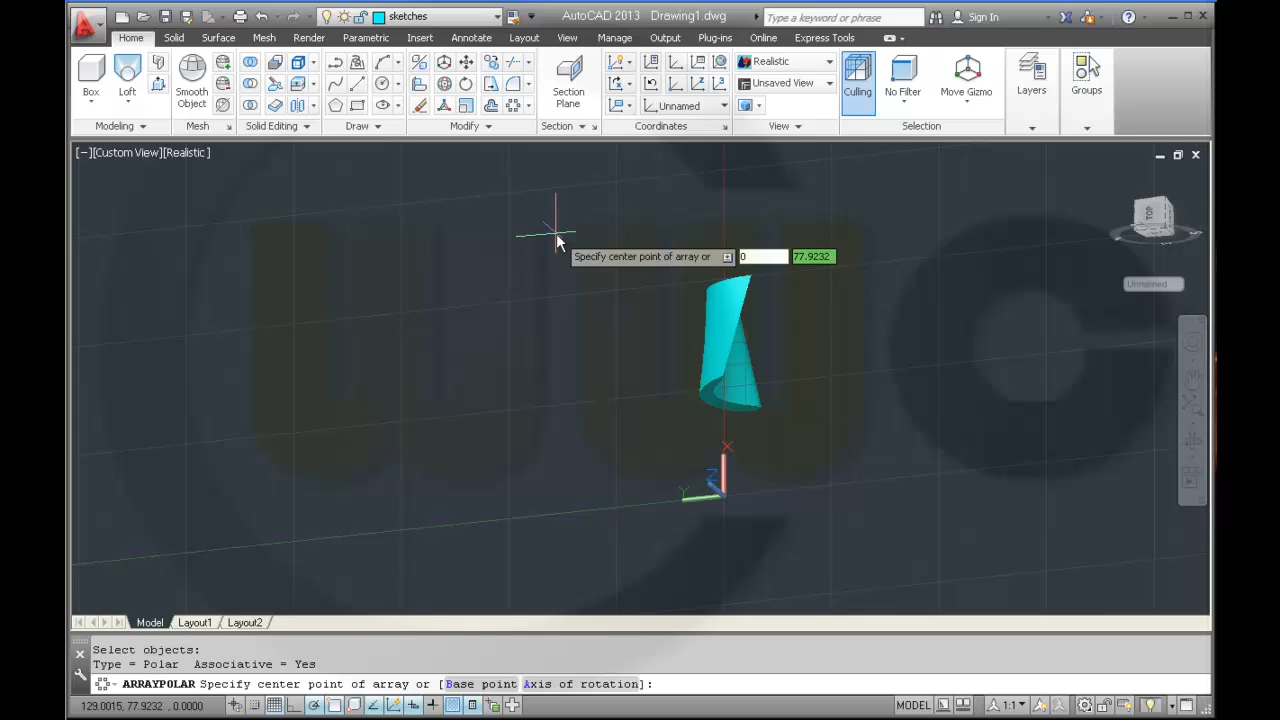 sketches
AutoCAD 2013 Drawing1.dwg
Type a keyword or phrase
Sign In
Home Solid Surface Mesh Render Parametric Insert Annotate Layout View Manage Output Plug-ins Online Express Tools
Realistic
Unsaved View
Unnamed
Box
Loft
Smooth
Object
Section
Plane
Culling
No Filter
Move Gizmo
Layers
Groups
Modeling
Mesh
Solid Editing
Draw
Modify
Section
Coordinates
View
Selection
[−][Custom View][Realistic ]
TOP
Specify center point of array or
0
77.9232
Unnamed
X
Z
Y
Model Layout1 Layout2
Select objects:
Type = Polar Associative = Yes
ARRAYPOLAR Specify center point of array or [Base point Axis of rotation]:
129.0015, 77.9232 , 0.0000
MODEL
1:1